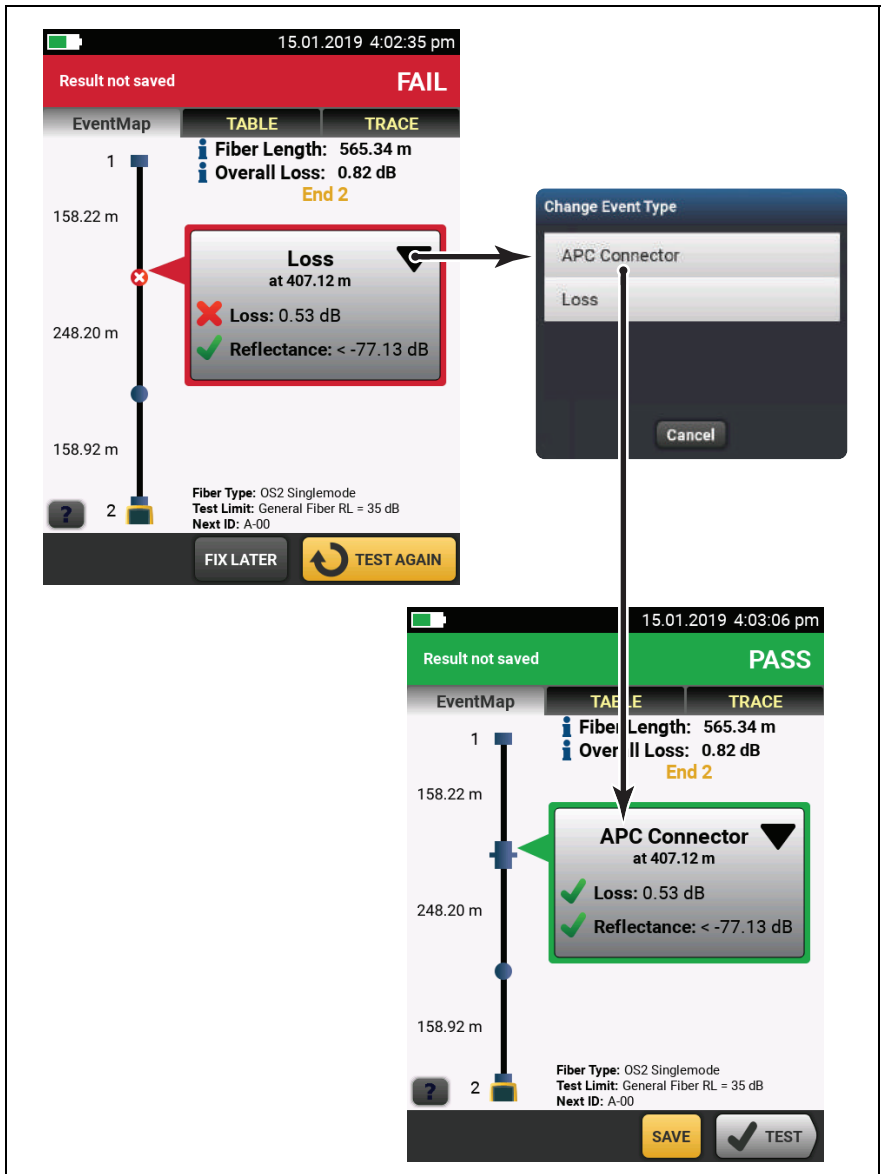 15.01.2019 4:02:35 pm
Result not saved FAIL
EventMap TABLE TRACE
1
Fiber Length: 565.34 m
Overall Loss: 0.82 dB
End 2
158.22 m
Loss
at 407.12 m
Loss: 0.53 dB
Reflectance: < -77.13 dB
248.20 m
158.92 m
Fiber Type: OS2 Singlemode
Test Limit: General Fiber RL = 35 dB
Next ID: A-00
? 2
FIX LATER TEST AGAIN
Change Event Type
APC Connector
Loss
Cancel
15.01.2019 4:03:06 pm
Result not saved PASS
EventMap TABLE TRACE
1
Fiber Length: 565.34 m
Overall Loss: 0.82 dB
End 2
158.22 m
APC Connector
at 407.12 m
Loss: 0.53 dB
Reflectance: < -77.13 dB
248.20 m
158.92 m
Fiber Type: OS2 Singlemode
Test Limit: General Fiber RL = 35 dB
Next ID: A-00
? 2
SAVE TEST